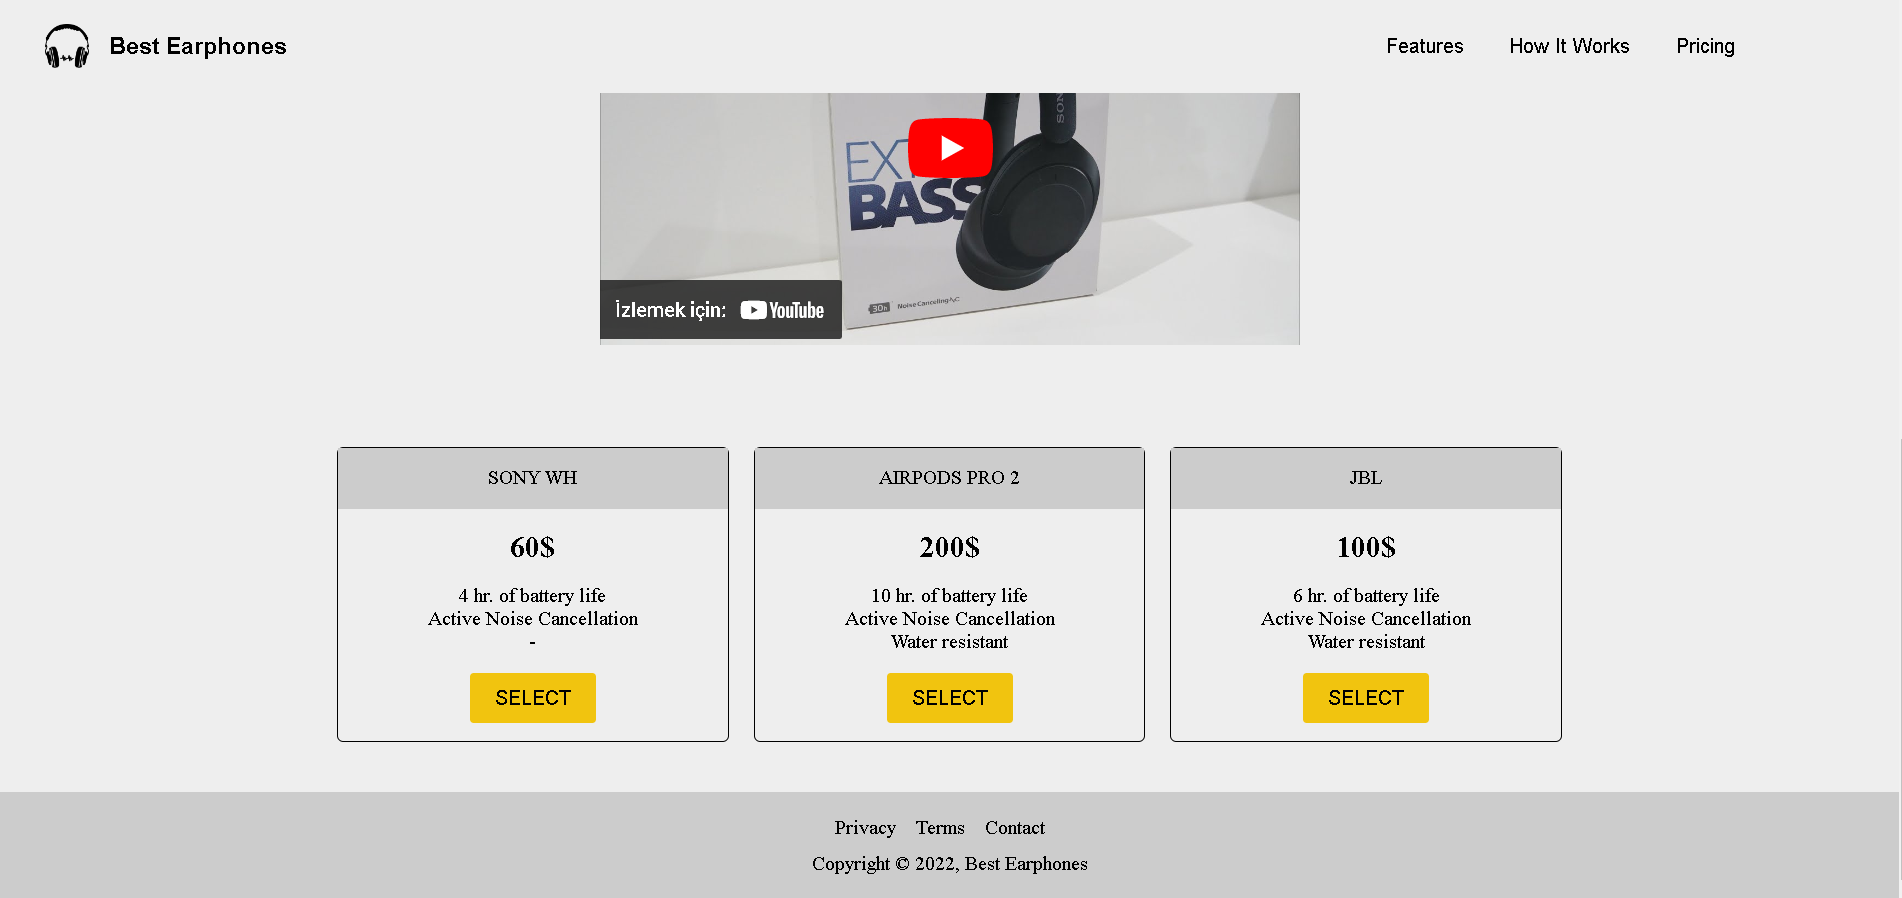 Best Earphones
Features
How It Works
Pricing
SON
EXT
BASS
30h Noise Canceling
İzlemek için: YouTube
SONY WH
60$
4 hr. of battery life
Active Noise Cancellation
-
SELECT
AIRPODS PRO 2
200$
10 hr. of battery life
Active Noise Cancellation
Water resistant
SELECT
JBL
100$
6 hr. of battery life
Active Noise Cancellation
Water resistant
SELECT
Privacy Terms Contact
Copyright © 2022, Best Earphones